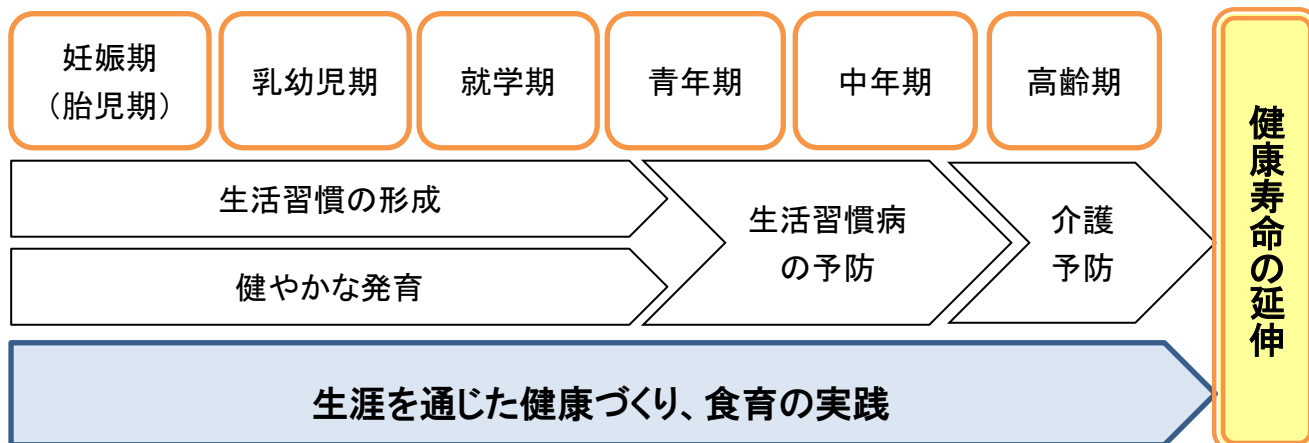 妊娠期
（胎児期）
乳幼児期
就学期
青年期
中年期
高齢期
生活習慣の形成
健やかな発育
生活習慣病
の予防
介護
予防
生涯を通じた健康づくり、食育の実践
健康寿命の延伸